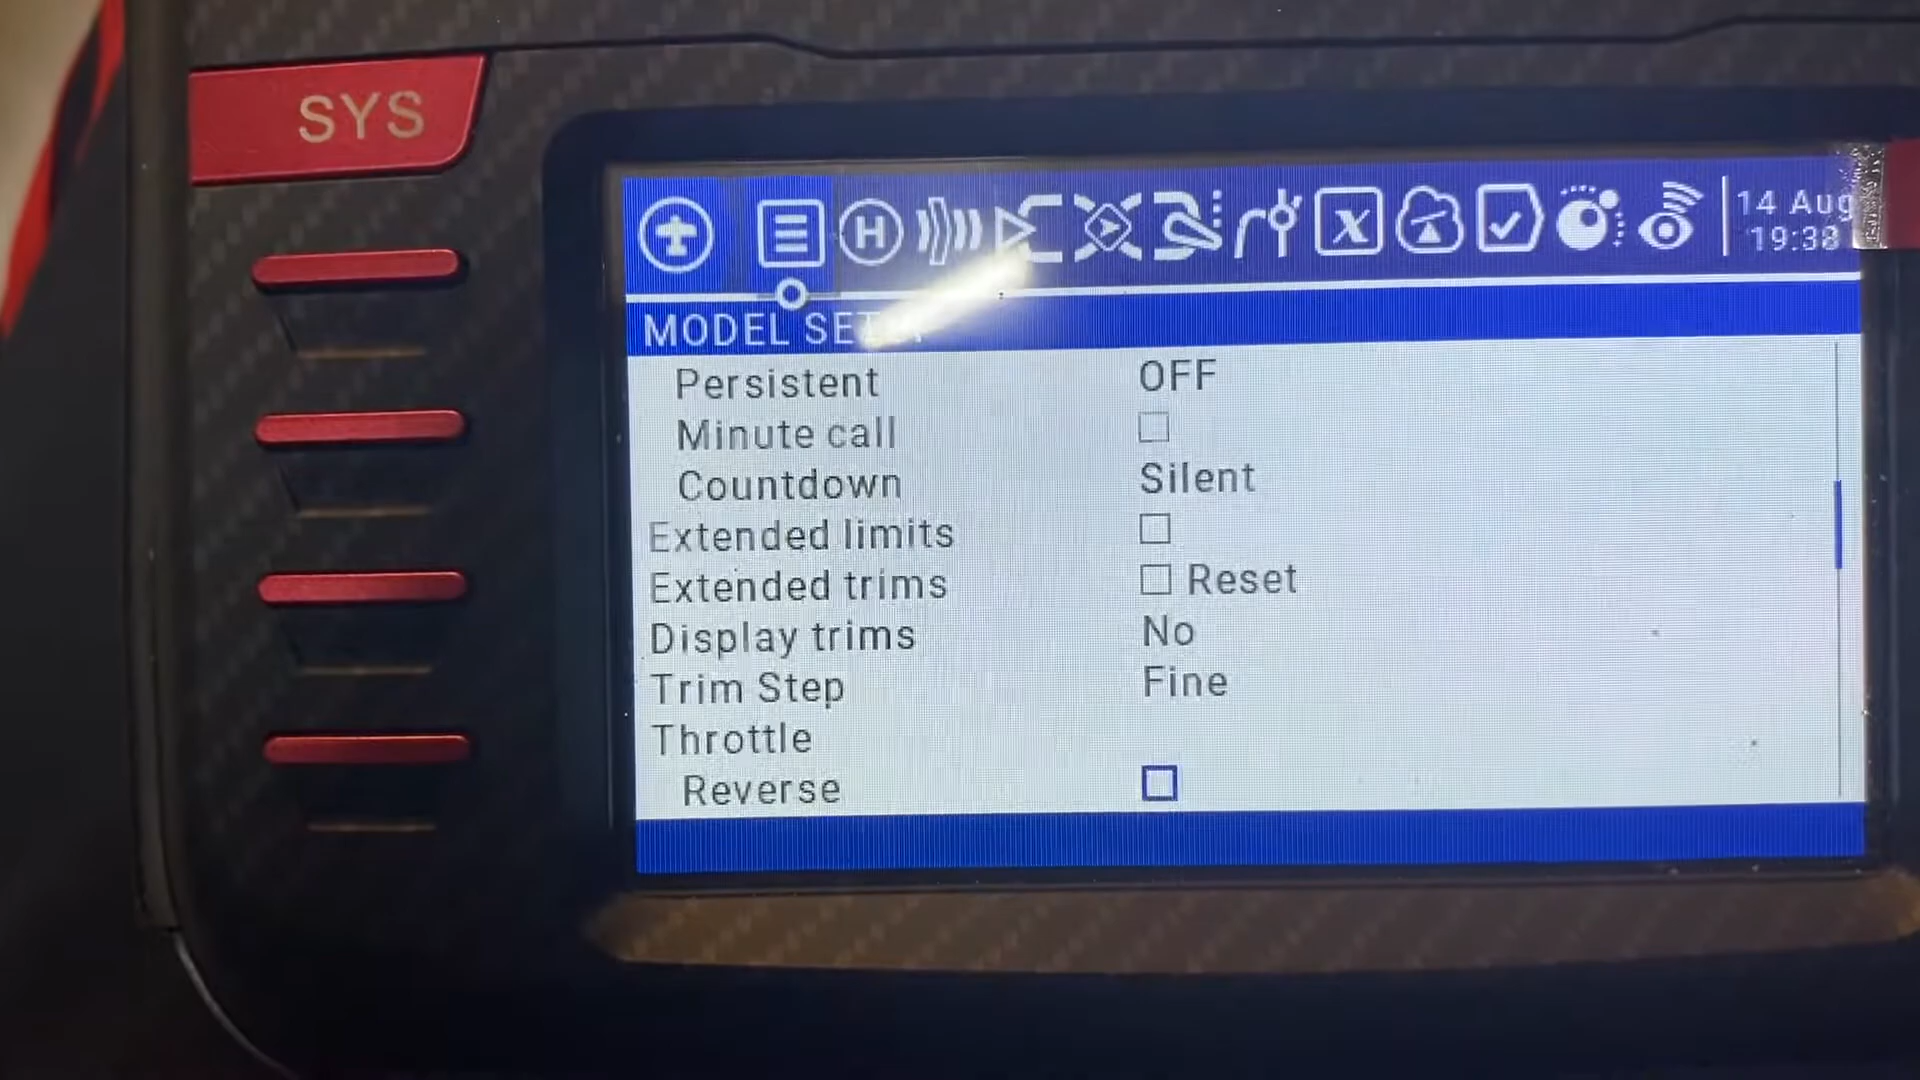 SYS
14 Aug
19:38
MODEL
Persistent OFF
Minute call
Countdown Silent
Extended limits
Extended trims Reset
Display trims No
Trim Step Fine
Throttle
Reverse